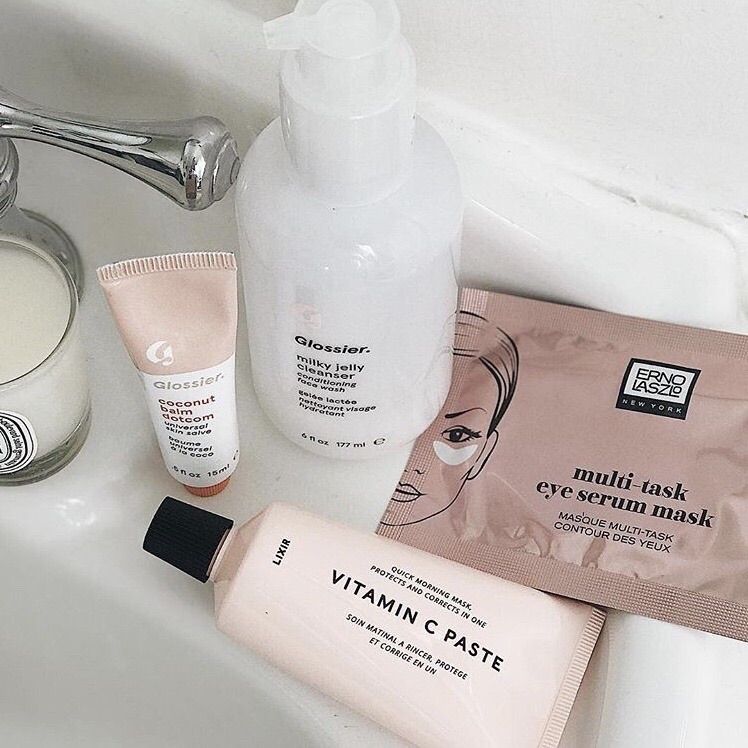 Glossier.
coconut
balm
dotcom
universal
skin salve
baume
universel
à la coco
.5 fl oz 15ml
Glossier.
milky jelly
cleanser
conditioning
face wash
gelée lactée
nettoyant visage
hydratant
6 fl oz 177 ml e
ERNO
LASZLO
NEW YORK
multi-task
eye serum mask
MASQUE MULTI-TASK
CONTOUR DES YEUX
LIXIR
QUICK MORNING MASK,
PROTECTS AND CORRECTS IN ONE
VITAMIN C PASTE
SOIN MATINAL A RINCER, PROTEGE
ET CORRIGE EN UN